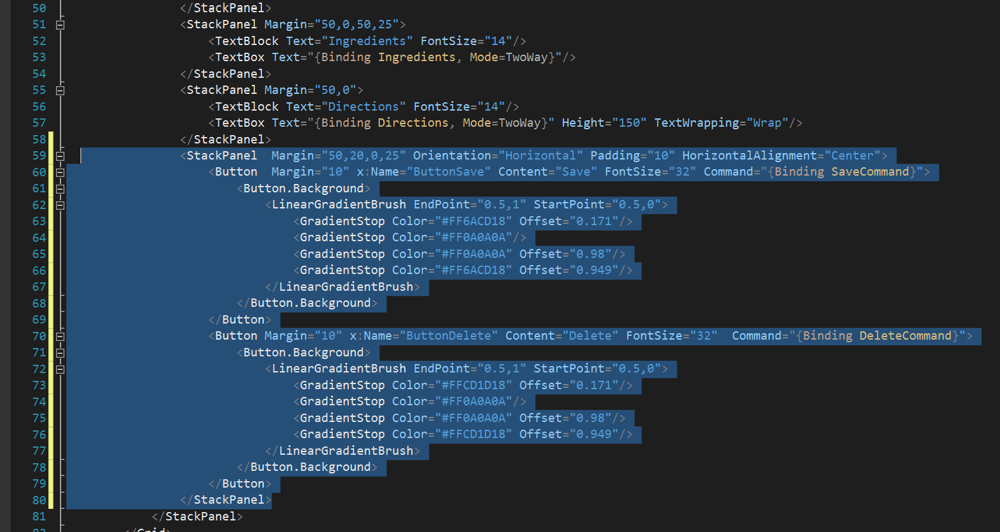 50 </StackPanel>
51 <StackPanel Margin="50,0,50,25">
52 <TextBlock Text="Ingredients" FontSize="14"/>
53 <TextBox Text="{Binding Ingredients, Mode=TwoWay}"/>
54 </StackPanel>
55 <StackPanel Margin="50,0">
56 <TextBlock Text="Directions" FontSize="14"/>
57 <TextBox Text="{Binding Directions, Mode=TwoWay}" Height="150" TextWrapping="Wrap"/>
58 </StackPanel>
59 <StackPanel  Margin="50,20,0,25" Orientation="Horizontal" Padding="10" HorizontalAlignment="Center">
60 <Button  Margin="10" x:Name="ButtonSave" Content="Save" FontSize="32" Command="{Binding SaveCommand}">
61 <Button.Background>
62 <LinearGradientBrush EndPoint="0.5,1" StartPoint="0.5,0">
63 <GradientStop Color="#FF6ACD18" Offset="0.171"/>
64 <GradientStop Color="#FF0A0A0A"/>
65 <GradientStop Color="#FF0A0A0A" Offset="0.98"/>
66 <GradientStop Color="#FF6ACD18" Offset="0.949"/>
67 </LinearGradientBrush>
68 </Button.Background>
69 </Button>
70 <Button Margin="10" x:Name="ButtonDelete" Content="Delete" FontSize="32"  Command="{Binding DeleteCommand}">
71 <Button.Background>
72 <LinearGradientBrush EndPoint="0.5,1" StartPoint="0.5,0">
73 <GradientStop Color="#FFCD1D18" Offset="0.171"/>
74 <GradientStop Color="#FF0A0A0A"/>
75 <GradientStop Color="#FF0A0A0A" Offset="0.98"/>
76 <GradientStop Color="#FFCD1D18" Offset="0.949"/>
77 </LinearGradientBrush>
78 </Button.Background>
79 </Button>
80 </StackPanel>
81 </StackPanel>
82 </Grid>